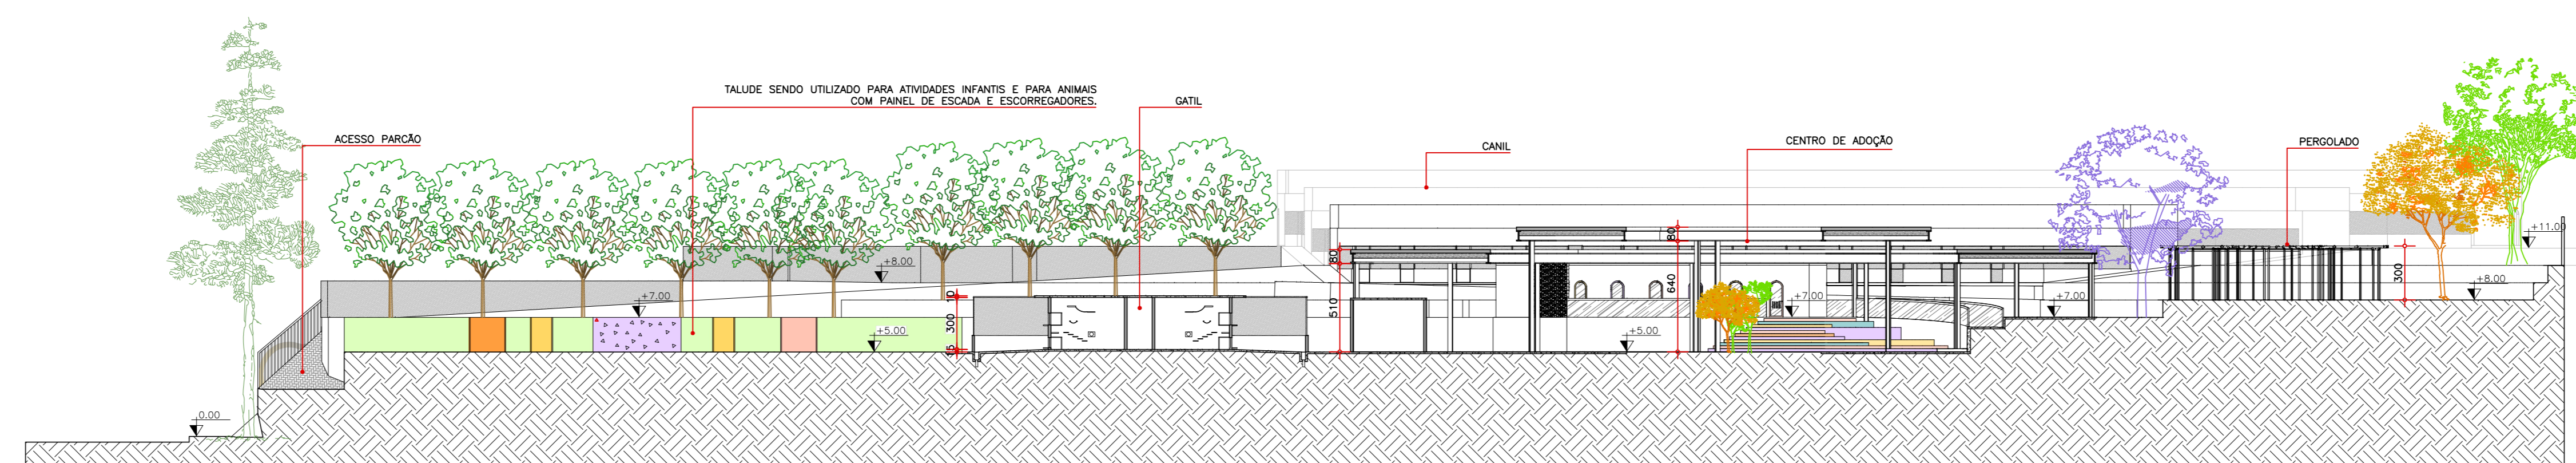 TALUDE SENDO UTILIZADO PARA ATIVIDADES INFANTIS E PARA ANIMAIS
COM PAINEL DE ESCADA E ESCORREGADORES.
GATIL
ACESSO PARCÃO
CANIL
CENTRO DE ADOÇÃO
PERGOLADO
+11.00
80
80
+8.00
300
+8.00
640
510
+7.00
+7.00
+7.00
10
300
15
+5.00
+5.00
0.00